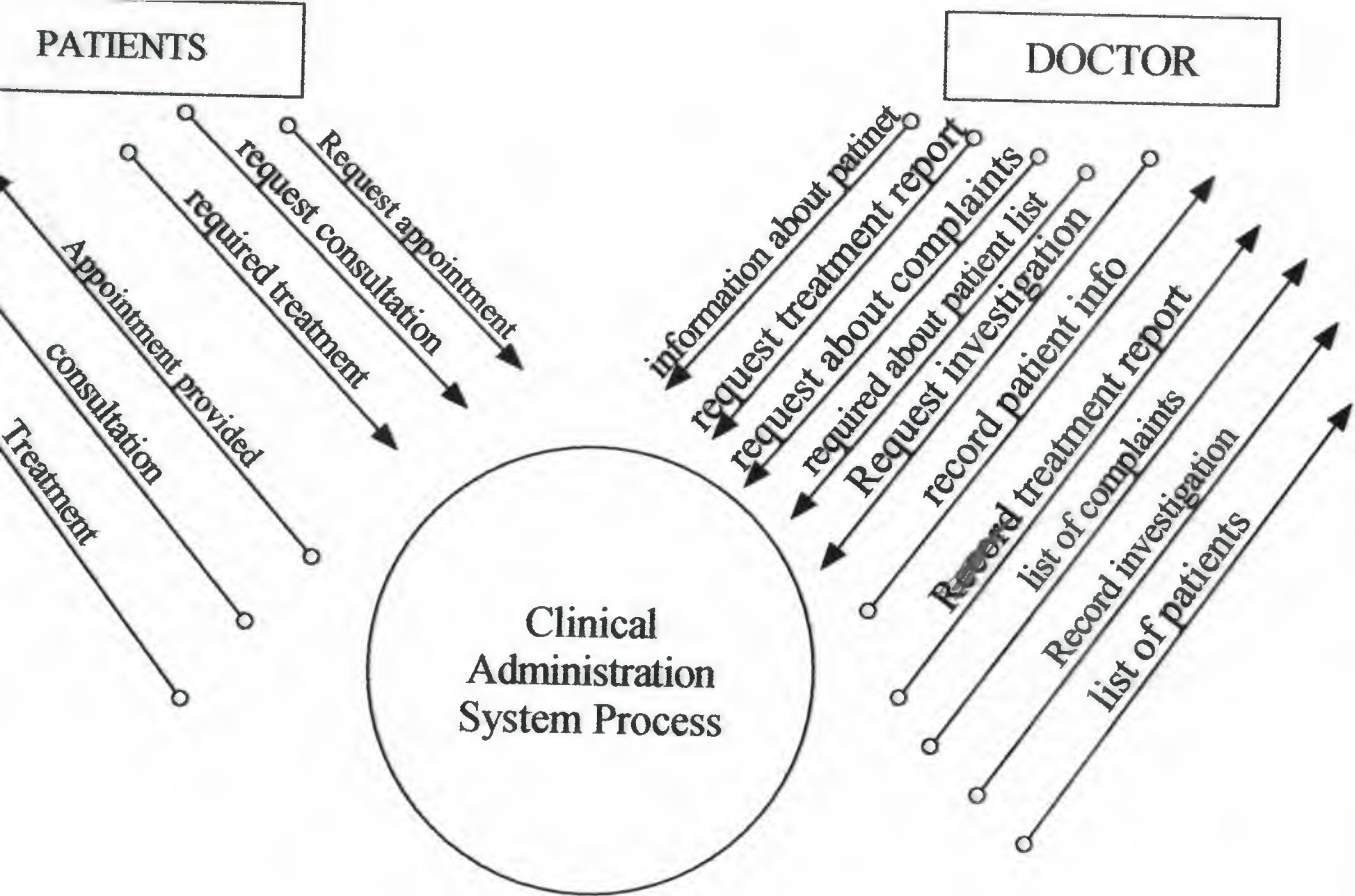 PATIENTS
DOCTOR
Request appointment
request consultation
required treatment
Appointment provided
consultation
Treatment
information about patinet
request treatment report
request about complaints
required about patient list
Request investigation
record patient info
Record treatment report
list of complaints
Record investigation
list of patients
Clinical
Administration
System Process